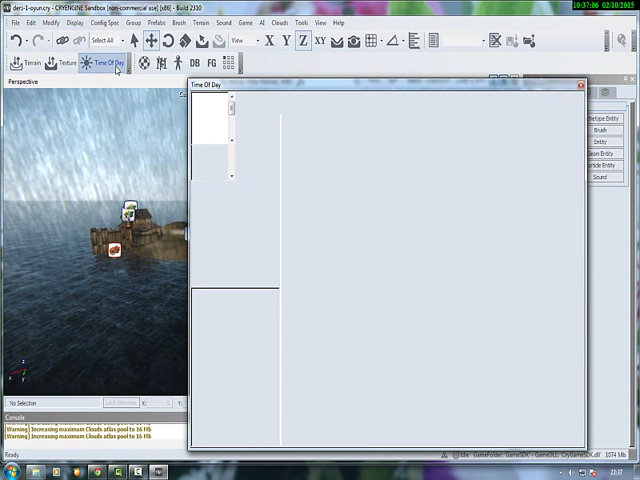 ders-1-oyun.cry - CRYENGINE Sandbox [non-commercial use] [x86] - Build 2310
10:37:06 02/10/2015
File Edit Modify Display Config Spec Group Prefabs Brush Terrain Sound Game AI Clouds Tools View Help
Select All View X Y Z XY
Terrain Texture Time Of Day DB FG
Perspective
Time Of Day
Brush
Entity
Sound
No Selection Lock Selection X: Y:
Console
[Warning] Increasing maximum Clouds atlas pool to 16 Mb
[Warning] Increasing maximum Clouds atlas pool to 16 Mb
Ready Idle GameFolder: 'GameSDK' - GameDLL: 'CryGameSDK.dll' 1074 Mb
22:37